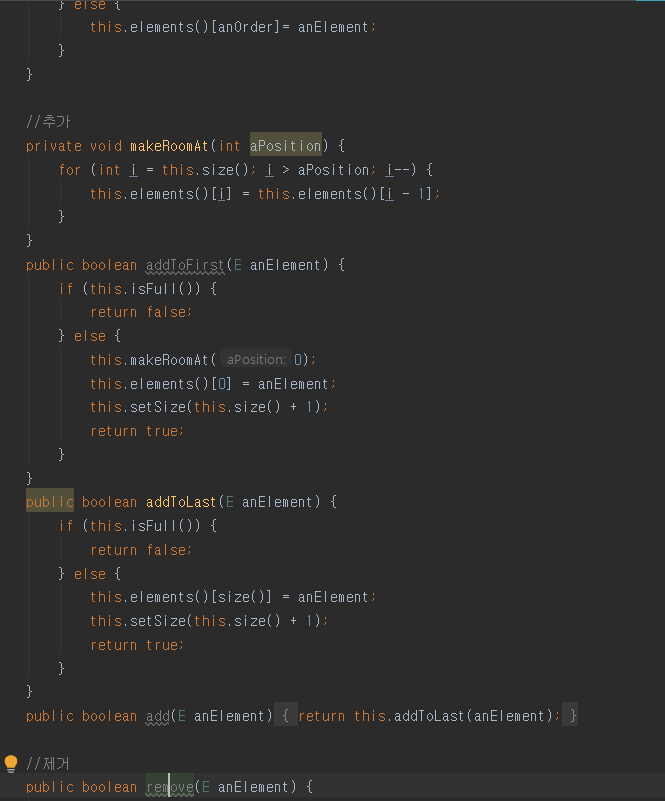 } else {
this.elements()[anOrder]= anElement;
}
}
//추가
private void makeRoomAt(int aPosition) {
for (int i = this.size(); i > aPosition; i--) {
this.elements()[i] = this.elements()[i - 1];
}
}
public boolean addToFirst(E anElement) {
if (this.isFull()) {
return false;
} else {
this.makeRoomAt( aPosition: 0);
this.elements()[0] = anElement;
this.setSize(this.size() + 1);
return true;
}
}
public boolean addToLast(E anElement) {
if (this.isFull()) {
return false;
} else {
this.elements()[size()] = anElement;
this.setSize(this.size() + 1);
return true;
}
}
public boolean add(E anElement) { return this.addToLast(anElement); }
//제거
public boolean remove(E anElement) {